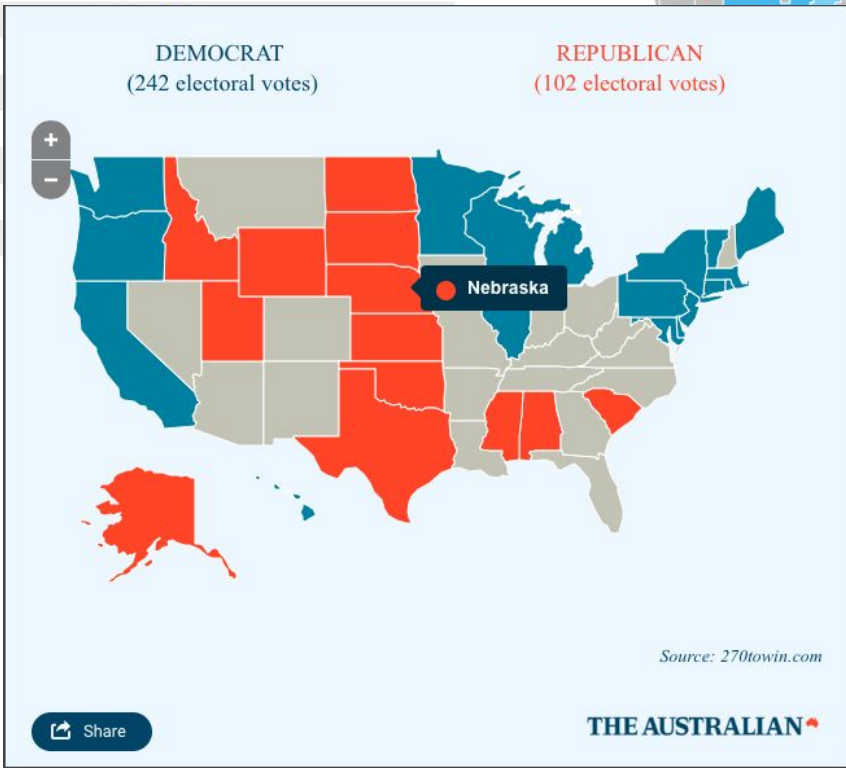 DEMOCRAT
(242 electoral votes)
REPUBLICAN
(102 electoral votes)
+
−
Nebraska
Source: 270towin.com
Share
THE AUSTRALIAN